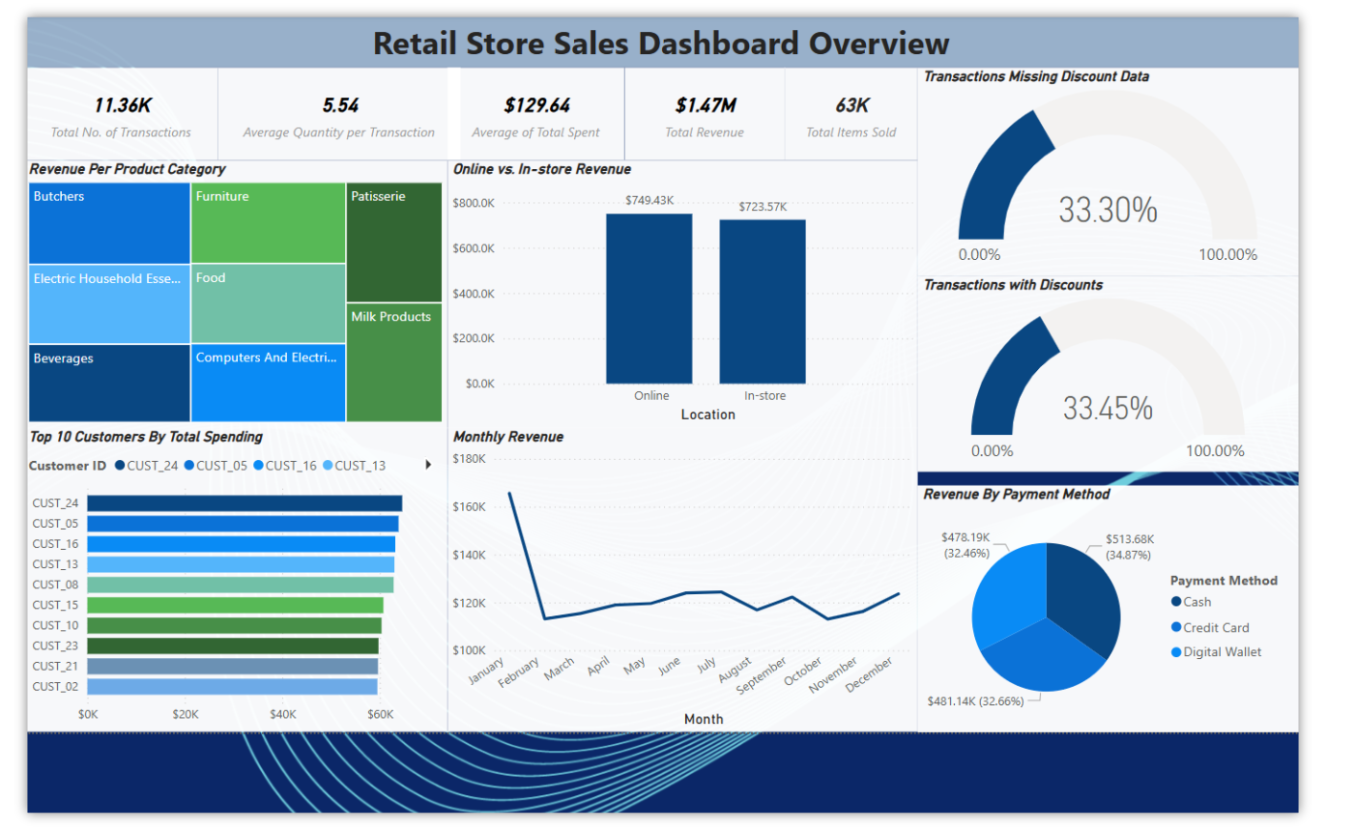 Retail Store Sales Dashboard Overview
11.36K
Total No. of Transactions
5.54
Average Quantity per Transaction
$129.64
Average of Total Spent
$1.47M
Total Revenue
63K
Total Items Sold
Transactions Missing Discount Data
33.30%
0.00%
100.00%
Revenue Per Product Category
Butchers
Furniture
Patisserie
Electric Household Esse...
Food
Milk Products
Beverages
Computers And Electri...
Online vs. In-store Revenue
$800.0K
$600.0K
$400.0K
$200.0K
$0.0K
$749.43K
$723.57K
Online
In-store
Location
Transactions with Discounts
33.45%
0.00%
100.00%
Top 10 Customers By Total Spending
Customer ID CUST_24 CUST_05 CUST_16 CUST_13
CUST_24
CUST_05
CUST_16
CUST_13
CUST_08
CUST_15
CUST_10
CUST_23
CUST_21
CUST_02
$0K $20K $40K $60K
Monthly Revenue
$180K
$160K
$140K
$120K
$100K
January February March April May June July August September October November December
Month
Revenue By Payment Method
$478.19K
(32.46%)
$513.68K
(34.87%)
$481.14K (32.66%)
Payment Method
Cash
Credit Card
Digital Wallet